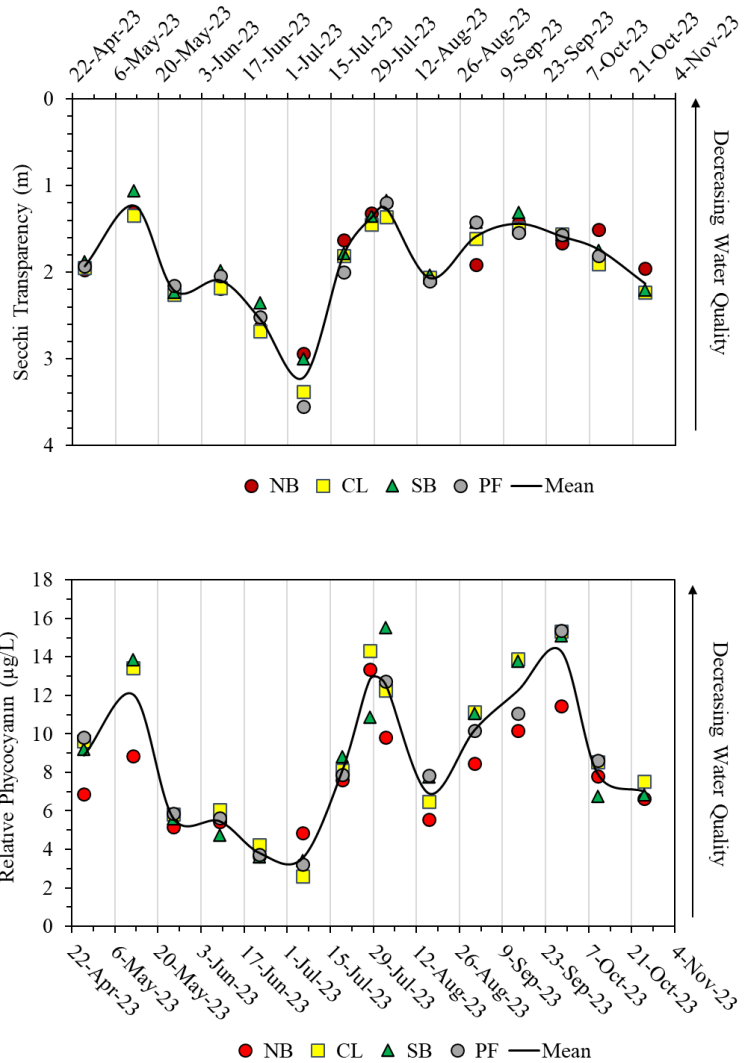 22-Apr-23
6-May-23
20-May-23
3-Jun-23
17-Jun-23
1-Jul-23
15-Jul-23
29-Jul-23
12-Aug-23
26-Aug-23
9-Sep-23
23-Sep-23
7-Oct-23
21-Oct-23
4-Nov-23
0
1
2
3
4
Secchi Transparency (m)
Decreasing Water Quality
NB CL SB PF Mean
18
16
14
12
10
8
6
4
2
0
Relative Phycocyanin (µg/L)
Decreasing Water Quality
22-Apr-23
6-May-23
20-May-23
3-Jun-23
17-Jun-23
1-Jul-23
15-Jul-23
29-Jul-23
12-Aug-23
26-Aug-23
9-Sep-23
23-Sep-23
7-Oct-23
21-Oct-23
4-Nov-23
NB CL SB PF Mean